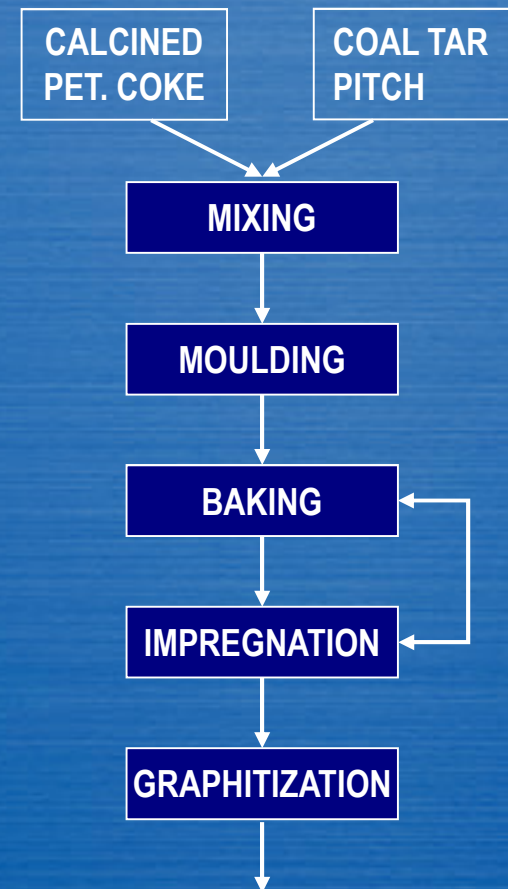 CALCINED
PET. COKE
COAL TAR
PITCH
MIXING
MOULDING
BAKING
IMPREGNATION
GRAPHITIZATION